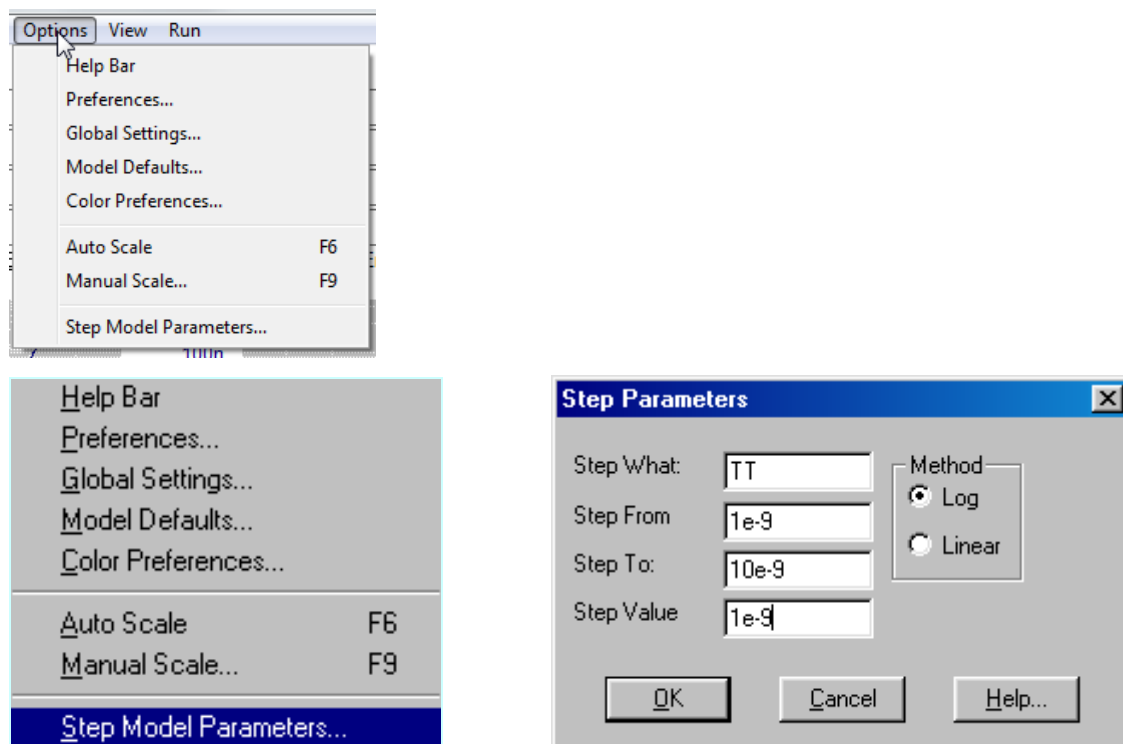 Options View Run
Help Bar
Preferences...
Global Settings...
Model Defaults...
Color Preferences...
Auto Scale F6
Manual Scale... F9
Step Model Parameters...
100n
Help Bar
Preferences...
Global Settings...
Model Defaults...
Color Preferences...
Auto Scale F6
Manual Scale... F9
Step Model Parameters...
Step Parameters
Step What: TT
Step From 1e-9
Step To: 10e-9
Step Value 1e-9
Method
Log
Linear
OK Cancel Help...